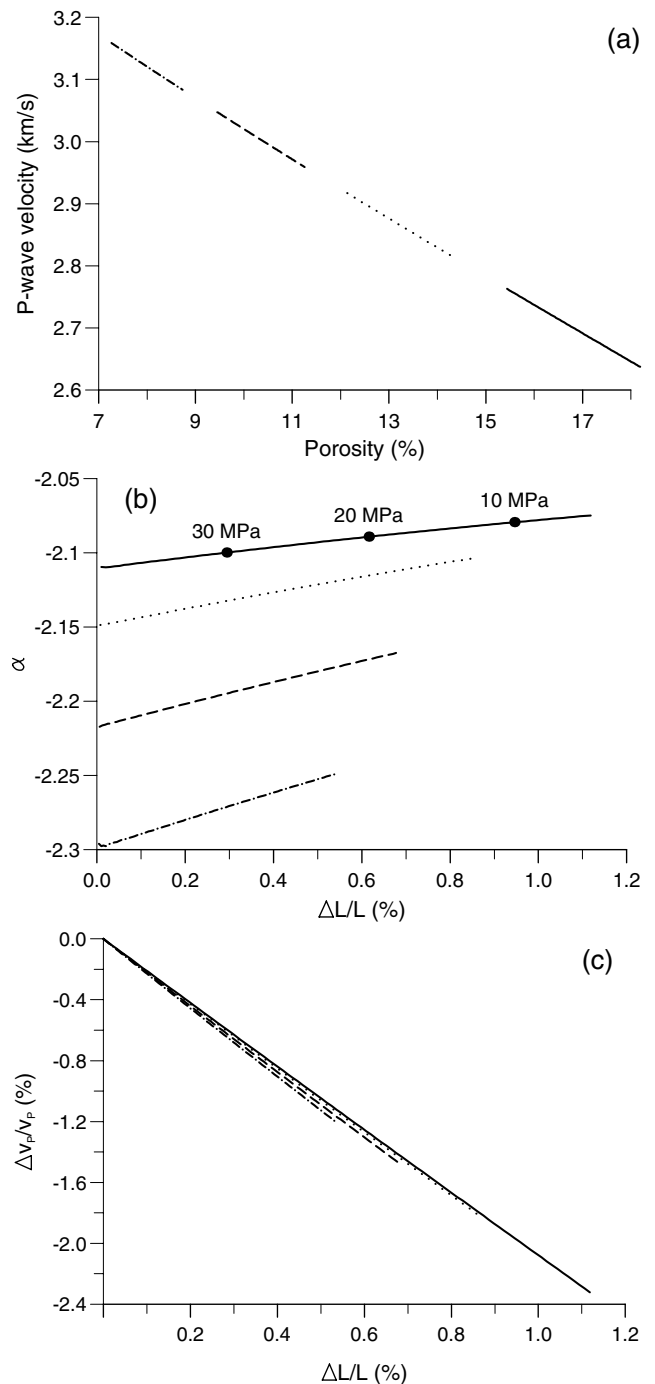 (a)
3.2
3.1
3.0
2.9
2.8
2.7
2.6
P-wave velocity (km/s)
7 9 11 13 15 17
Porosity (%)
(b)
-2.05
-2.1
-2.15
-2.2
-2.25
-2.3
α
30 MPa 20 MPa 10 MPa
0.0 0.2 0.4 0.6 0.8 1.0 1.2
ΔL/L (%)
(c)
0.0
-0.4
-0.8
-1.2
-1.6
-2.0
-2.4
Δvₚ/vₚ (%)
0.2 0.4 0.6 0.8 1.0 1.2
ΔL/L (%)